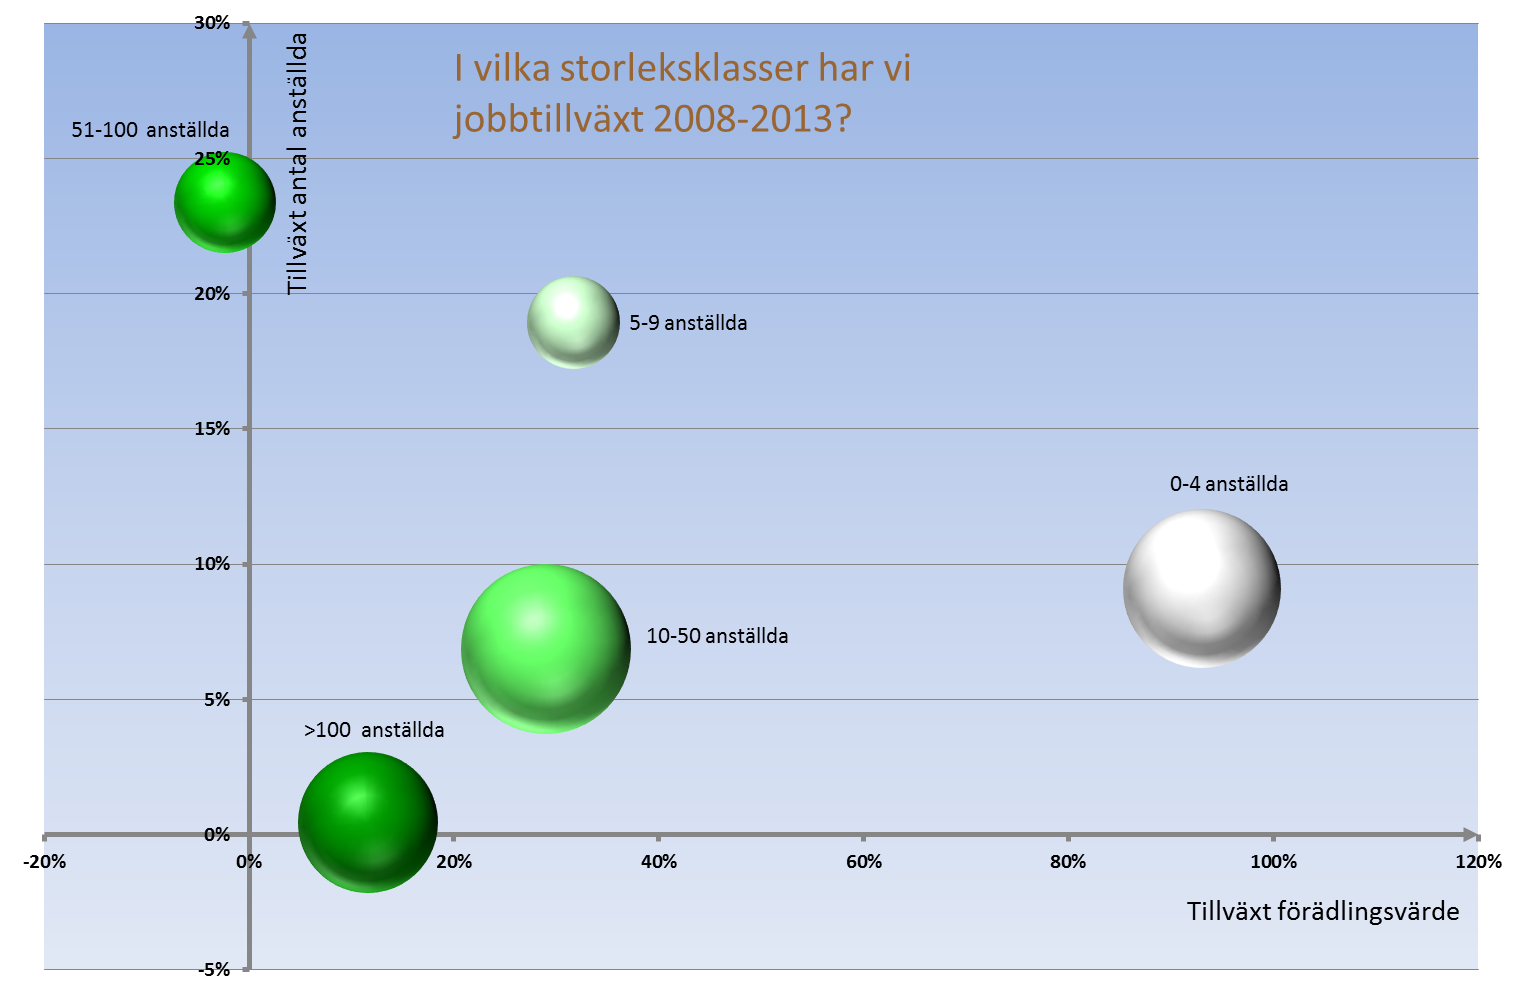 I vilka storleksklasser har vi
jobbtillväxt 2008-2013?
Tillväxt antal anställda
30%
25%
20%
15%
10%
5%
0%
-5%
51-100 anställda
5-9 anställda
0-4 anställda
10-50 anställda
>100 anställda
-20%
0%
20%
40%
60%
80%
100%
120%
Tillväxt förädlingsvärde